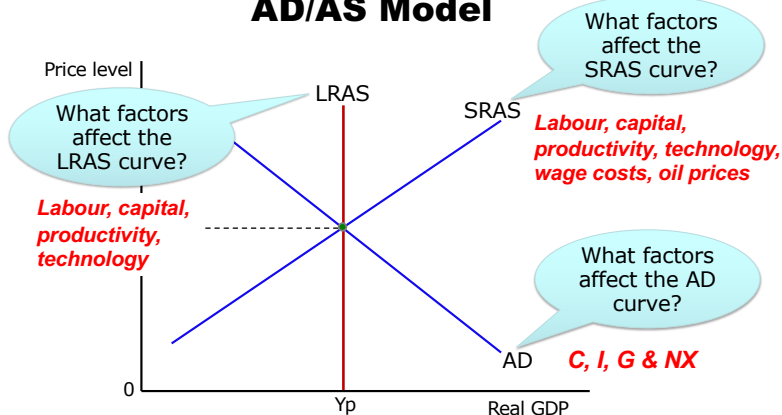 AD/AS Model
What factors
affect the
SRAS curve?
Price level
LRAS
SRAS
What factors
affect the
LRAS curve?
Labour, capital,
productivity, technology,
wage costs, oil prices
Labour, capital,
productivity,
technology
What factors
affect the AD
curve?
AD
C, I, G & NX
0
Yp
Real GDP